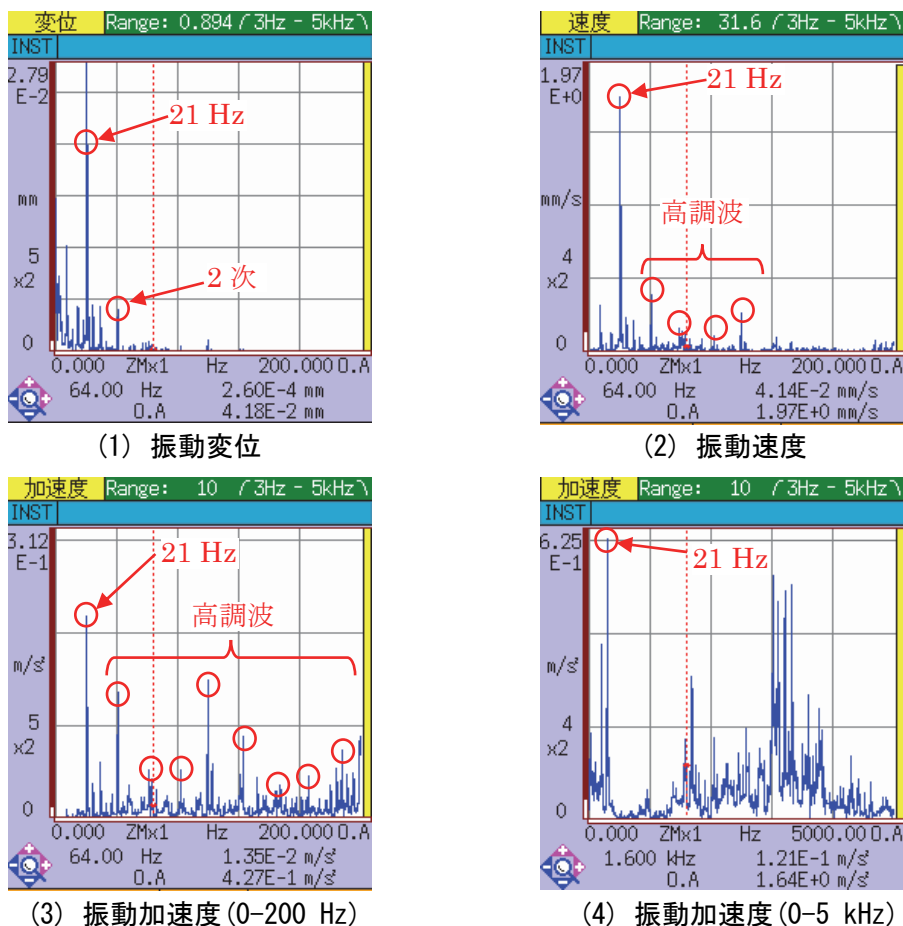 変位 Range: 0.894 ┌3Hz - 5kHz┐
INST
2.79
E-2
21 Hz
mm
5
x2
2次
0
0.000 ZMx1 Hz 200.000 O.A
64.00 Hz 2.60E-4 mm
O.A 4.18E-2 mm
(1) 振動変位
速度 Range: 31.6 ┌3Hz - 5kHz┐
INST
1.97
E+0
21 Hz
mm/s
高調波
4
x2
0
0.000 ZMx1 Hz 200.000 O.A
64.00 Hz 4.14E-2 mm/s
O.A 1.97E+0 mm/s
(2) 振動速度
加速度 Range: 10 ┌3Hz - 5kHz┐
INST
3.12
E-1
21 Hz
高調波
m/s²
5
x2
0
0.000 ZMx1 Hz 200.000 O.A
64.00 Hz 1.35E-2 m/s²
O.A 4.27E-1 m/s²
(3) 振動加速度(0-200 Hz)
加速度 Range: 10 ┌3Hz - 5kHz┐
INST
6.25
E-1
21 Hz
m/s²
4
x2
0
0.000 ZMx1 Hz 5000.00 O.A
1.600 kHz 1.21E-1 m/s²
O.A 1.64E+0 m/s²
(4) 振動加速度(0-5 kHz)